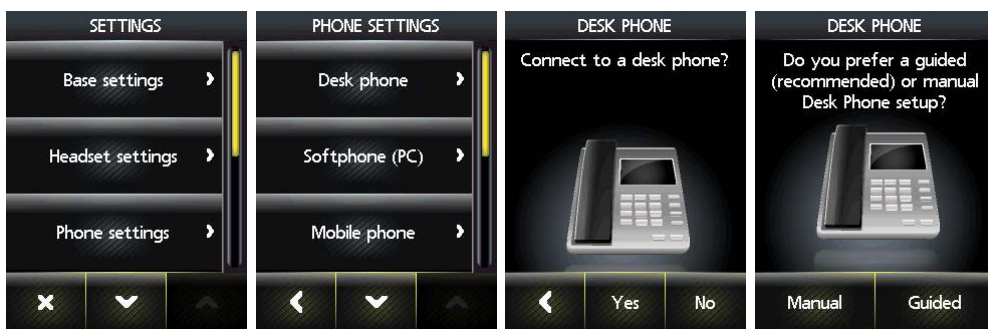 SETTINGS
Base settings
Headset settings
Phone settings
PHONE SETTINGS
Desk phone
Softphone (PC)
Mobile phone
DESK PHONE
Connect to a desk phone?
Yes
No
DESK PHONE
Do you prefer a guided
(recommended) or manual
Desk Phone setup?
Manual
Guided